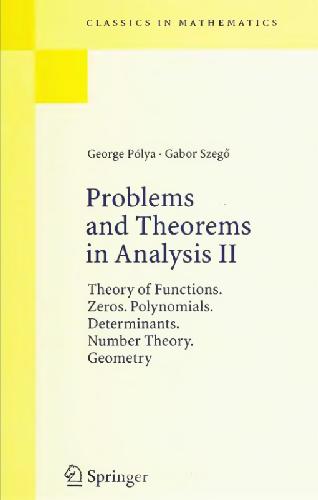 CLASSICS IN MATHEMATICS
George Pólya · Gabor Szegő
Problems
and Theorems
in Analysis II
Theory of Functions.
Zeros. Polynomials.
Determinants.
Number Theory.
Geometry
Springer